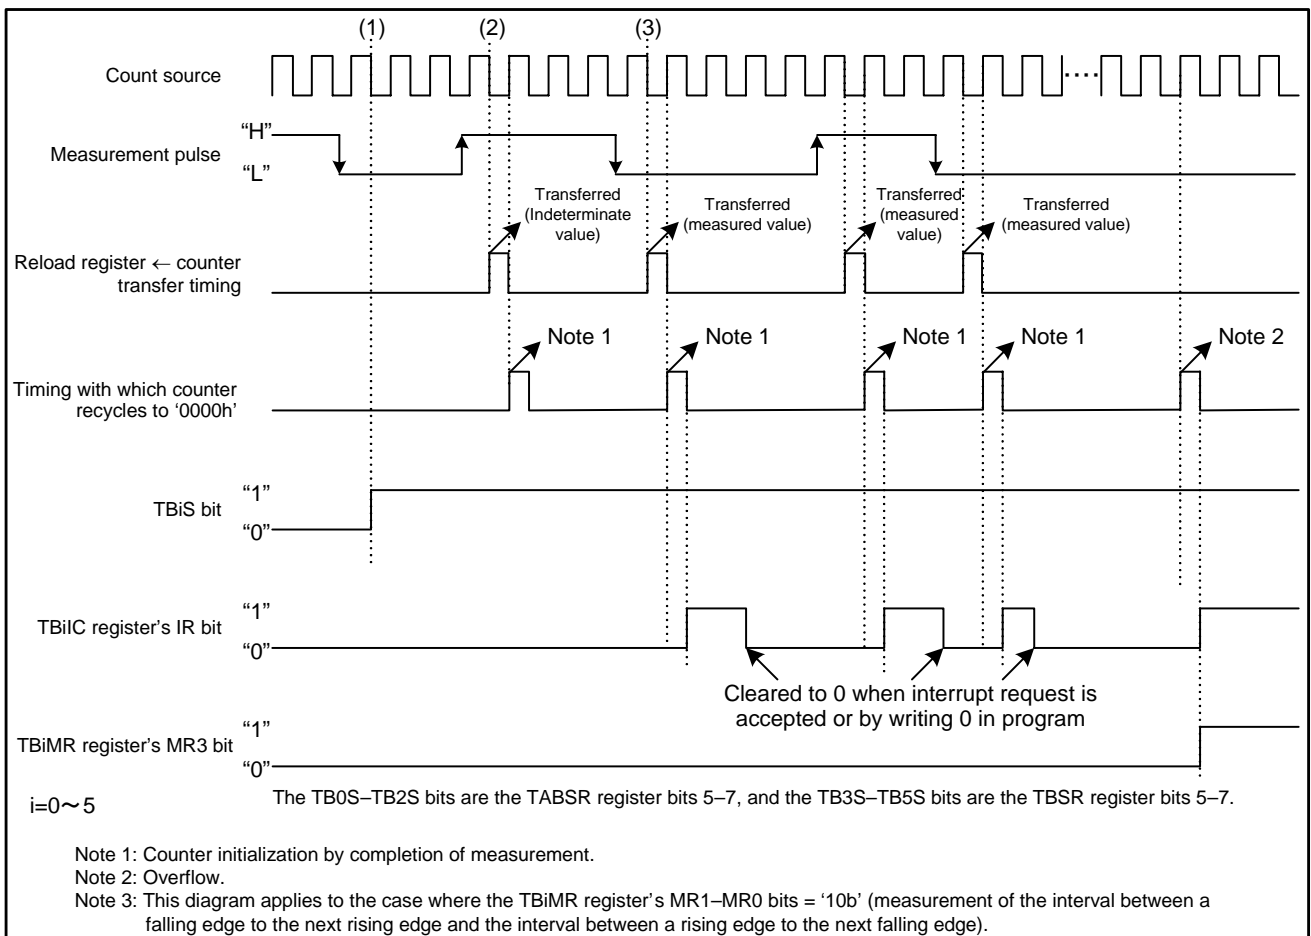 (1) (2) (3)
Count source
“H”
Measurement pulse
“L”
Transferred
(Indeterminate
value)
Transferred
(measured value)
Transferred
(measured
value)
Transferred
(measured value)
Reload register ← counter
transfer timing
Note 1
Note 1
Note 1
Note 1
Note 2
Timing with which counter
recycles to ‘0000h’
“1”
TBiS bit
“0”
“1”
TBiIC register’s IR bit
“0”
Cleared to 0 when interrupt request is
accepted or by writing 0 in program
“1”
TBiMR register’s MR3 bit
“0”
i=0～5
The TB0S–TB2S bits are the TABSR register bits 5–7, and the TB3S–TB5S bits are the TBSR register bits 5–7.
Note 1: Counter initialization by completion of measurement.
Note 2: Overflow.
Note 3: This diagram applies to the case where the TBiMR register’s MR1–MR0 bits = ‘10b’ (measurement of the interval between a
falling edge to the next rising edge and the interval between a rising edge to the next falling edge).